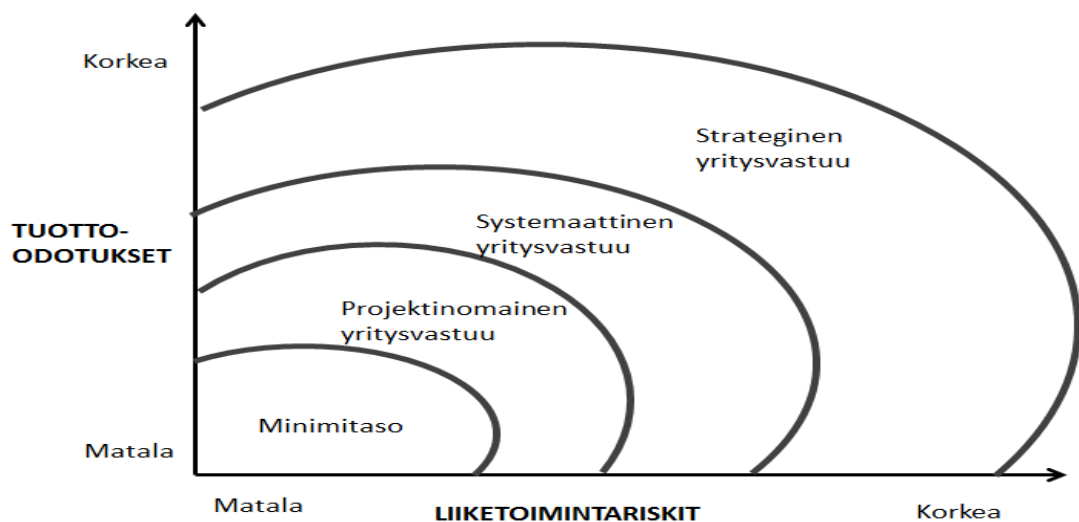 Korkea
Strateginen
yritysvastuu
TUOTTO-
ODOTUKSET
Systemaattinen
yritysvastuu
Projektinomainen
yritysvastuu
Minimitaso
Matala
Matala
LIIKETOIMINTARISKIT
Korkea